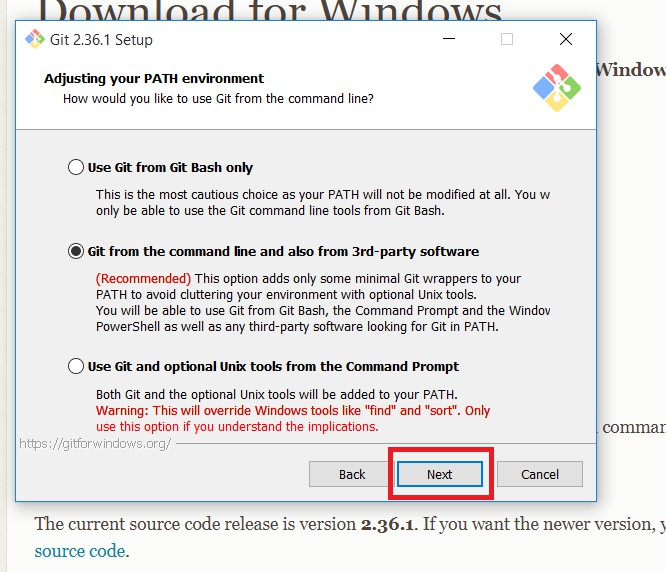 Download for Windows
Git 2.36.1 Setup
Adjusting your PATH environment
How would you like to use Git from the command line?
Window
Use Git from Git Bash only
This is the most cautious choice as your PATH will not be modified at all. You w
only be able to use the Git command line tools from Git Bash.
Git from the command line and also from 3rd-party software
(Recommended) This option adds only some minimal Git wrappers to your
PATH to avoid cluttering your environment with optional Unix tools.
You will be able to use Git from Git Bash, the Command Prompt and the Window
PowerShell as well as any third-party software looking for Git in PATH.
Use Git and optional Unix tools from the Command Prompt
Both Git and the optional Unix tools will be added to your PATH.
Warning: This will override Windows tools like "find" and "sort". Only
use this option if you understand the implications.
https://gitforwindows.org/
comman
Back
Next
Cancel
The current source code release is version 2.36.1. If you want the newer version, y
source code.